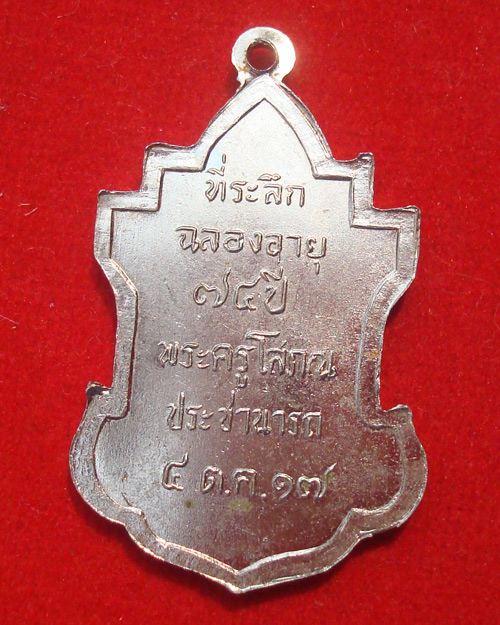 ที่ระลึก
ฉลองอายุ
๗๔ปี
พระครูโสภณ
ประชานารถ
๔ ต.ค.๑๗